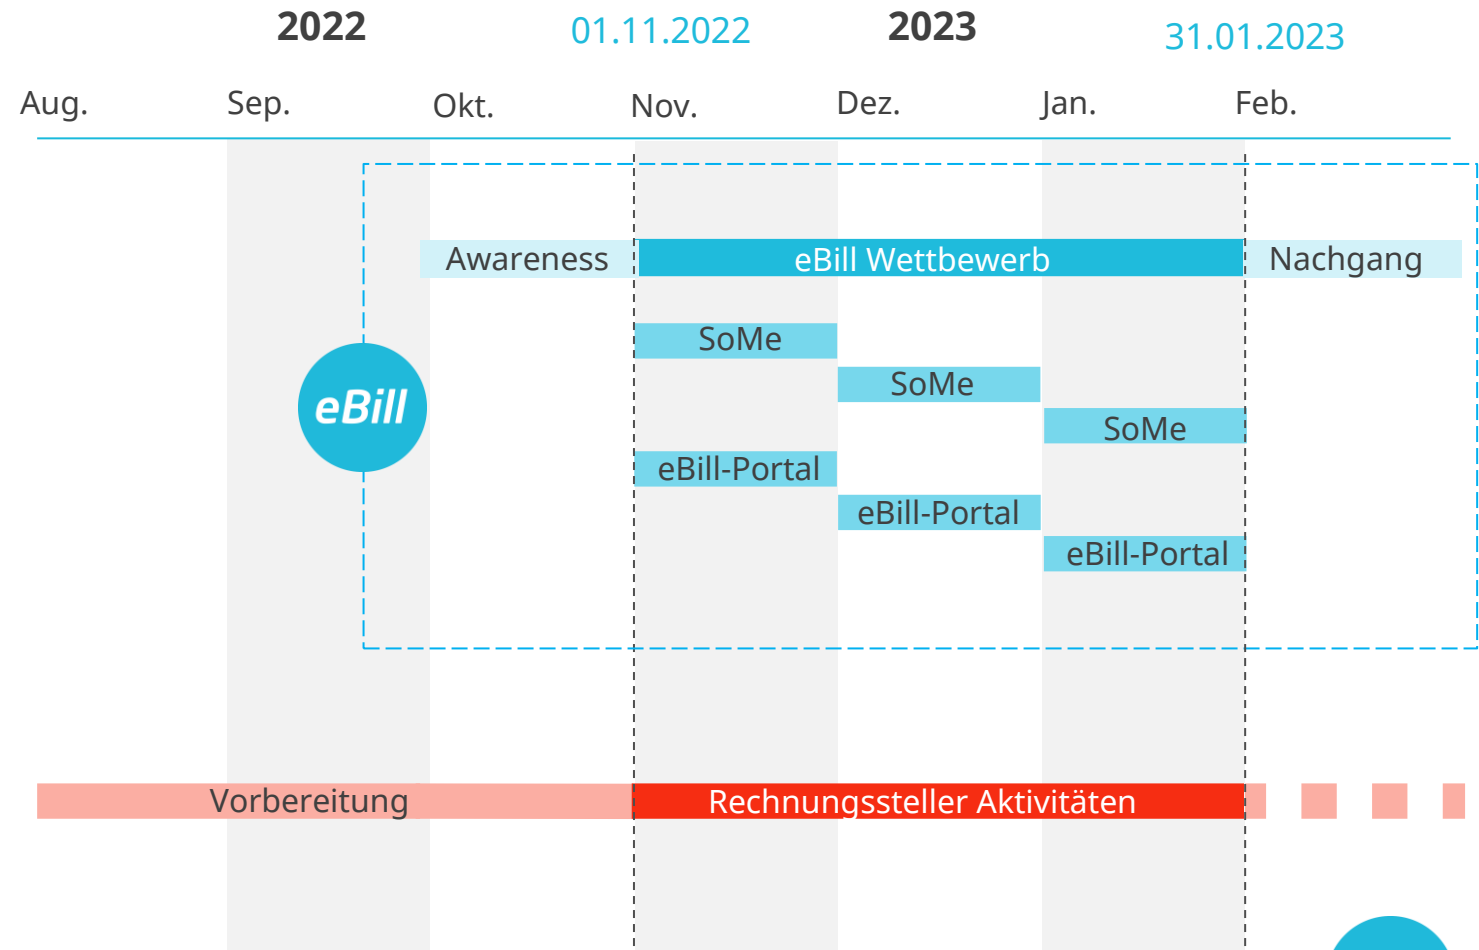 2022 01.11.2022 2023 31.01.2023
Aug. Sep. Okt. Nov. Dez. Jan. Feb.
Awareness eBill Wettbewerb Nachgang
SoMe
SoMe
eBill
SoMe
eBill-Portal
eBill-Portal
eBill-Portal
Vorbereitung Rechnungssteller Aktivitäten